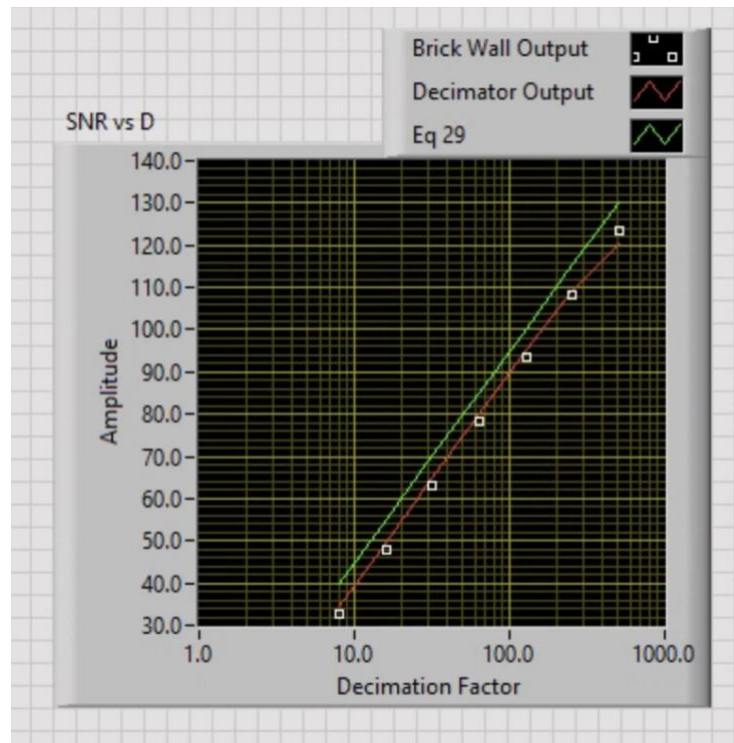 Brick Wall Output
Decimator Output
Eq 29
SNR vs D
140.0
130.0
120.0
110.0
100.0
90.0
80.0
70.0
60.0
50.0
40.0
30.0
Amplitude
1.0 10.0 100.0 1000.0
Decimation Factor